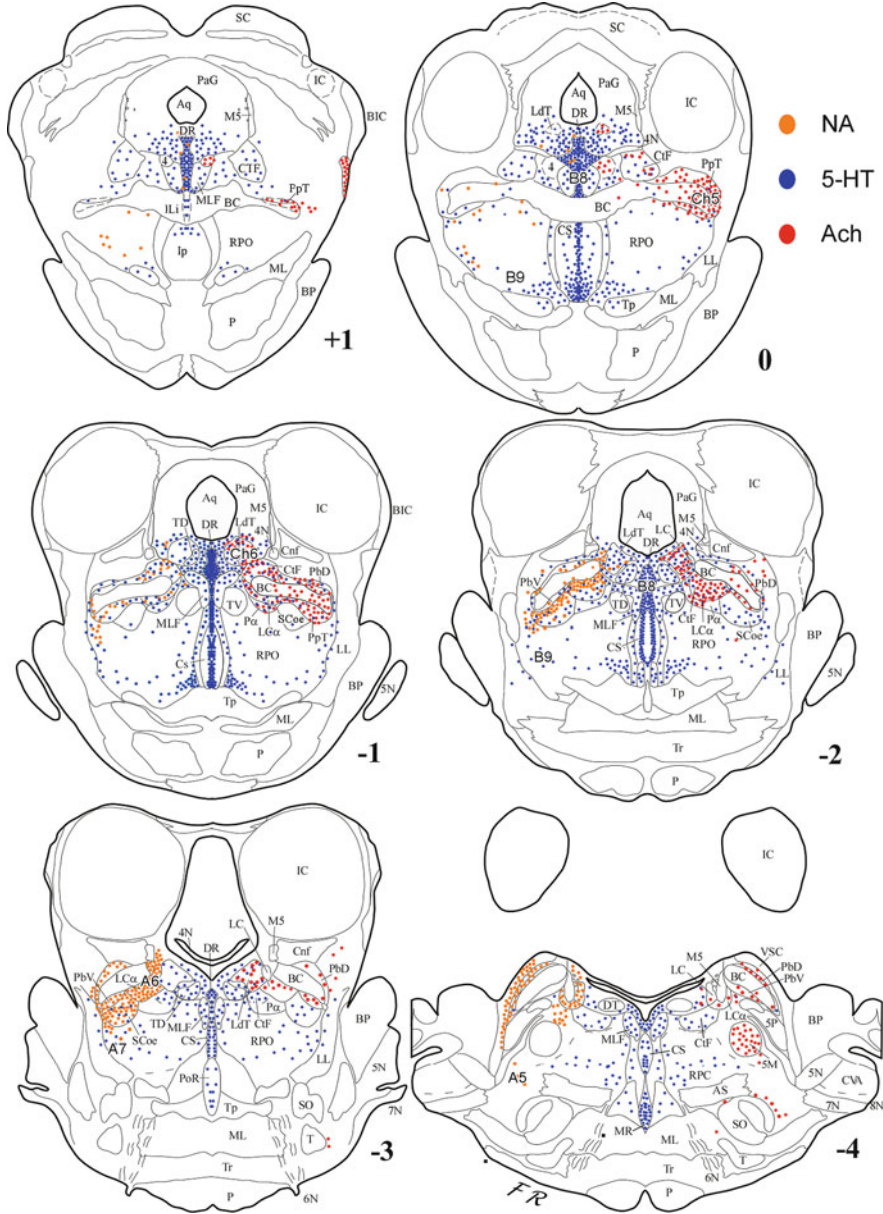 SC
PaG
IC
Aq
M5
BIC
DR
4
CTF
PpT
MLF
BC
ILi
Ip
RPO
ML
BP
P
+1
SC
PaG
Aq
IC
LdT
DR
M5
4N
CtF
PpT
4
B8
Ch5
BC
CS
RPO
LL
B9
Tp
ML
BP
P
0
NA
5-HT
Ach
PaG
Aq
IC
M5
BIC
TD
DR
LdT
4N
Ch6
Cnf
CtF
PbD
BC
TV
Pα
MLF
SCoe
LCα
PpT
Cs
RPO
LL
BP
5N
Tp
ML
P
-1
PaG
IC
Aq
M5
LdT
LC
4N
DR
Cnf
BC
PbV
B8
PbD
TD
TV
Pα
MLF
CtF
LCα
SCoe
RPO
BP
CS
B9
LL
5N
Tp
ML
Tr
P
-2
IC
LC
M5
4N
DR
Cnf
PbV
LCα
BC
PbD
A6
Pα
TD
MLF
LdT
CtF
SCoe
CS
RPO
BP
A7
LL
5N
PoR
Tp
SO
7N
ML
T
Tr
P
6N
-3
IC
VSC
M5
PbD
LC
BC
PbV
DT
LCα
5P
BP
MLF
CtF
CS
5M
A5
RPC
5N
CVA
AS
7N
8N
SO
MR
ML
T
Tr
6N
P
FR
-4